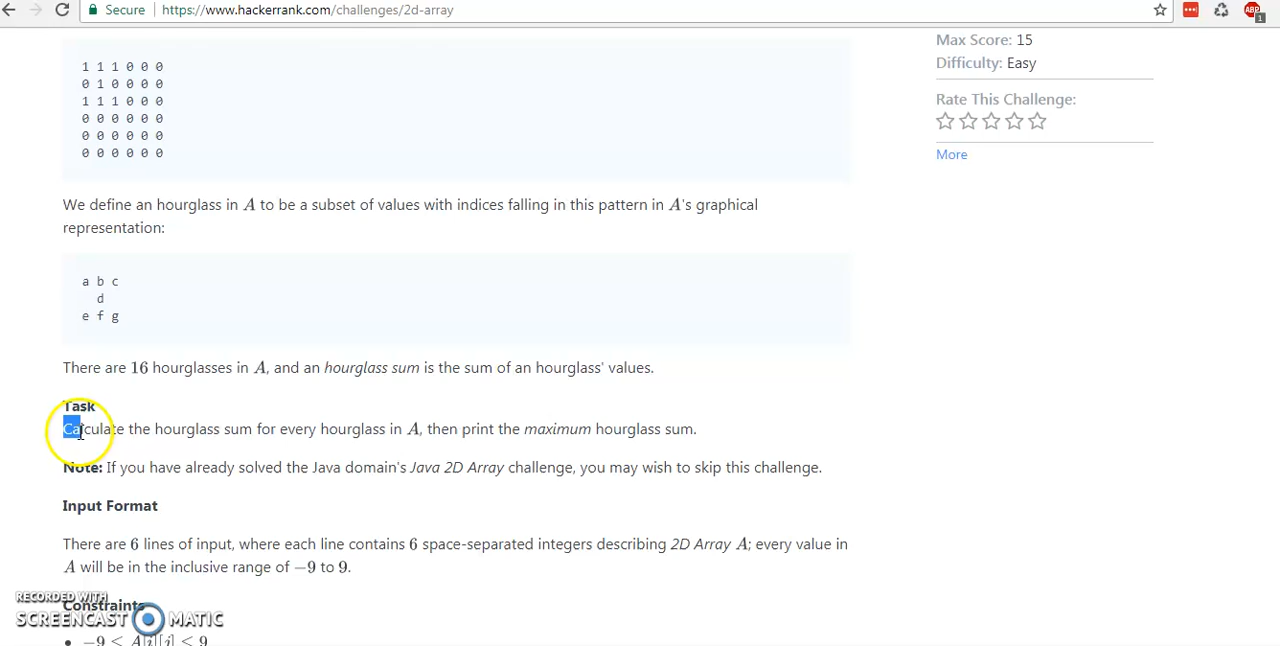 Secure https://www.hackerrank.com/challenges/2d-array
ABP
1
Max Score: 15
Difficulty: Easy
Rate This Challenge:
More
1 1 1 0 0 0
0 1 0 0 0 0
1 1 1 0 0 0
0 0 0 0 0 0
0 0 0 0 0 0
0 0 0 0 0 0
We define an hourglass in A to be a subset of values with indices falling in this pattern in A's graphical
representation:
a b c
d
e f g
There are 16 hourglasses in A, and an hourglass sum is the sum of an hourglass' values.
Task
Calculate the hourglass sum for every hourglass in A, then print the maximum hourglass sum.
Note: If you have already solved the Java domain's Java 2D Array challenge, you may wish to skip this challenge.
Input Format
There are 6 lines of input, where each line contains 6 space-separated integers describing 2D Array A; every value in
A will be in the inclusive range of −9 to 9.
RECORDED WITH
Constraints
SCREENCAST MATIC